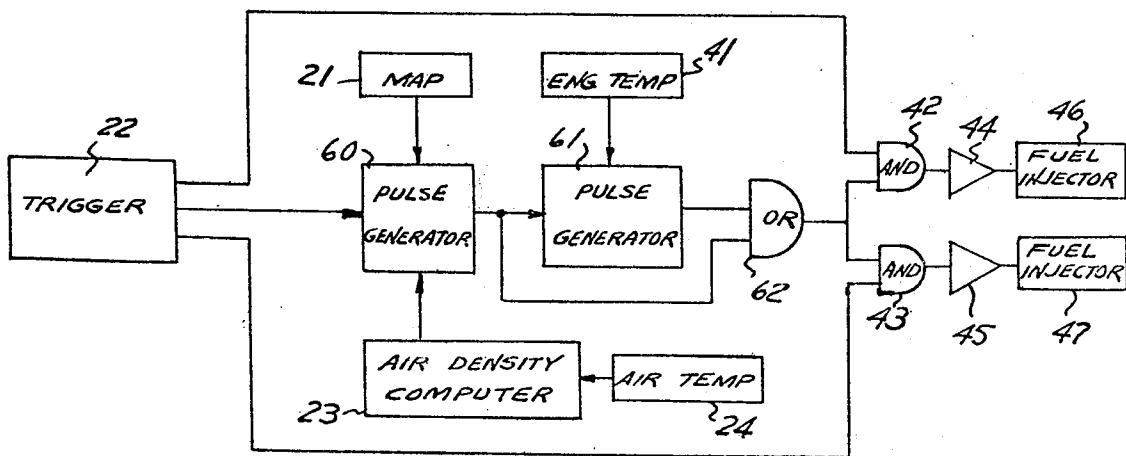 22
TRIGGER
21
MAP
41
ENG TEMP
60
PULSE
GENERATOR
61
PULSE
GENERATOR
OR
62
42
AND
44
46
FUEL
INJECTOR
AND
43
45
FUEL
INJECTOR
47
AIR DENSITY
COMPUTER
23
AIR TEMP
24